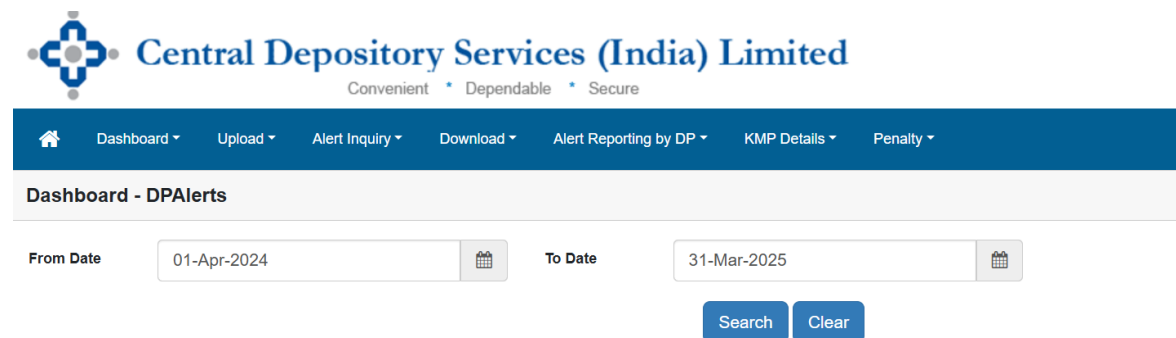 Central Depository Services (India) Limited
Convenient * Dependable * Secure
Dashboard Upload Alert Inquiry Download Alert Reporting by DP KMP Details Penalty
Dashboard - DPAlerts
From Date 01-Apr-2024 To Date 31-Mar-2025
Search Clear